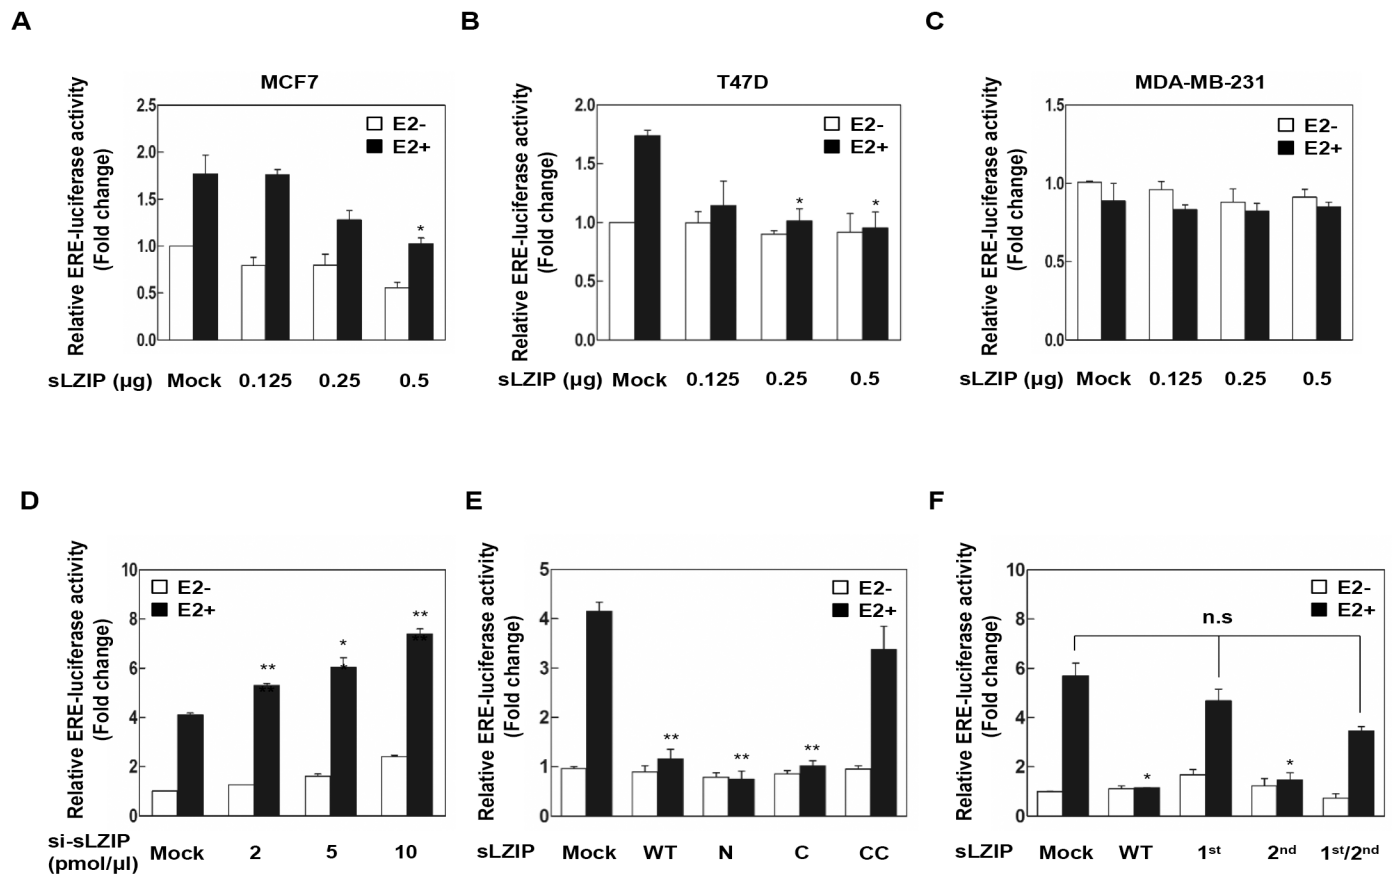 A
MCF7
Relative ERE-luciferase activity
(Fold change)
2.5
2.0
1.5
1.0
0.5
0.0
E2-
E2+
*
sLZIP (μg) Mock 0.125 0.25 0.5
B
T47D
Relative ERE-luciferase activity
(Fold change)
2.0
1.5
1.0
0.5
0.0
E2-
E2+
* *
sLZIP (μg) Mock 0.125 0.25 0.5
C
MDA-MB-231
Relative ERE-luciferase activity
(Fold change)
1.5
1.0
0.5
0.0
E2-
E2+
sLZIP (μg) Mock 0.125 0.25 0.5
D
Relative ERE-luciferase activity
(Fold change)
10
8
6
4
2
0
E2-
E2+
** * **
si-sLZIP
(pmol/μl) Mock 2 5 10
E
Relative ERE-luciferase activity
(Fold change)
5
4
3
2
1
0
E2-
E2+
** ** **
sLZIP Mock WT N C CC
F
Relative ERE-luciferase activity
(Fold change)
10
8
6
4
2
0
E2-
E2+
n.s
* *
sLZIP Mock WT 1st 2nd 1st/2nd